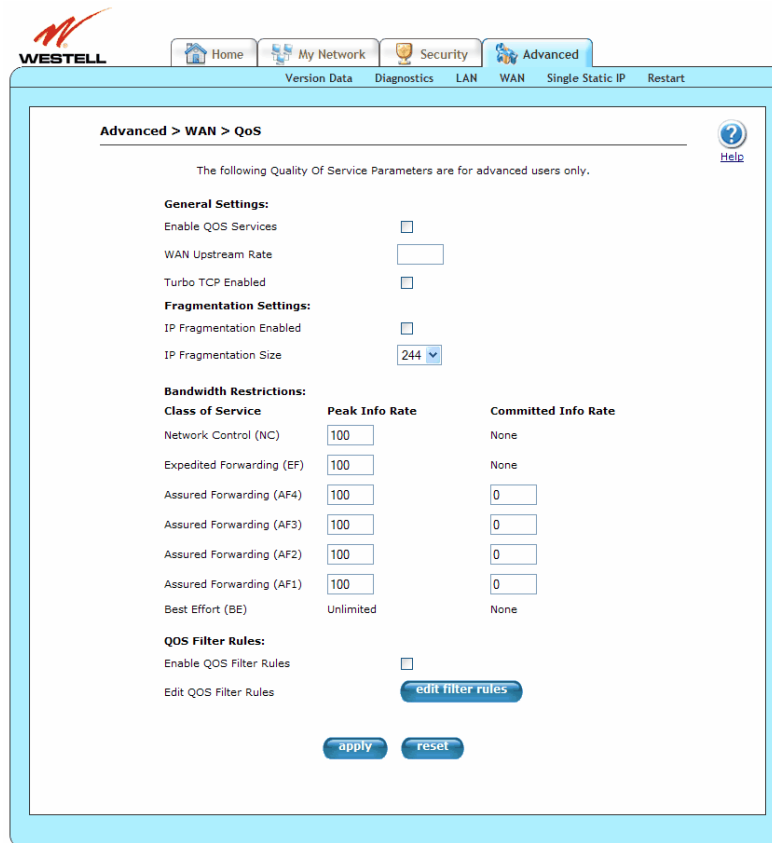 WESTELL
Home My Network Security Advanced
Version Data Diagnostics LAN WAN Single Static IP Restart
Advanced > WAN > QoS
Help
The following Quality Of Service Parameters are for advanced users only.
General Settings:
Enable QOS Services
WAN Upstream Rate
Turbo TCP Enabled
Fragmentation Settings:
IP Fragmentation Enabled
IP Fragmentation Size 244
Bandwidth Restrictions:
Class of Service Peak Info Rate Committed Info Rate
Network Control (NC) 100 None
Expedited Forwarding (EF) 100 None
Assured Forwarding (AF4) 100 0
Assured Forwarding (AF3) 100 0
Assured Forwarding (AF2) 100 0
Assured Forwarding (AF1) 100 0
Best Effort (BE) Unlimited None
QOS Filter Rules:
Enable QOS Filter Rules
Edit QOS Filter Rules edit filter rules
apply reset